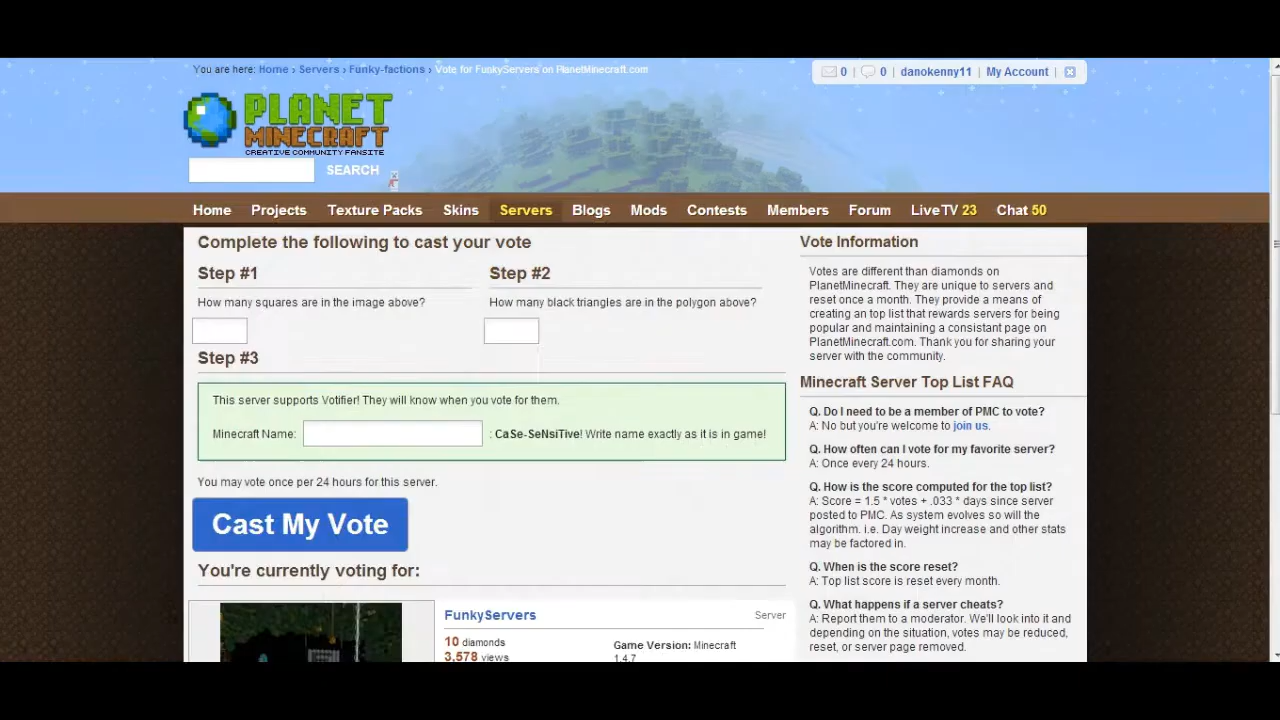 You are here: Home › Servers › Funky-factions › Vote for FunkyServers on PlanetMinecraft.com
0 | 0 | danokenny11 | My Account |
PLANET
MINECRAFT
CREATIVE COMMUNITY FANSITE
SEARCH
Home Projects Texture Packs Skins Servers Blogs Mods Contests Members Forum LiveTV 23 Chat 50
Complete the following to cast your vote
Step #1
How many squares are in the image above?
Step #2
How many black triangles are in the polygon above?
Step #3
This server supports Votifier! They will know when you vote for them.
Minecraft Name: : CaSe-SeNsiTive! Write name exactly as it is in game!
You may vote once per 24 hours for this server.
Cast My Vote
You're currently voting for:
FunkyServers Server
10 diamonds
3,578 views
Game Version: Minecraft
1.4.7
Vote Information
Votes are different than diamonds on
PlanetMinecraft. They are unique to servers and
reset once a month. They provide a means of
creating an top list that rewards servers for being
popular and maintaining a consistant page on
PlanetMinecraft.com. Thank you for sharing your
server with the community.
Minecraft Server Top List FAQ
Q. Do I need to be a member of PMC to vote?
A: No but you're welcome to join us.
Q. How often can I vote for my favorite server?
A: Once every 24 hours.
Q. How is the score computed for the top list?
A: Score = 1.5 * votes + .033 * days since server
posted to PMC. As system evolves so will the
algorithm. i.e. Day weight increase and other stats
may be factored in.
Q. When is the score reset?
A: Top list score is reset every month.
Q. What happens if a server cheats?
A: Report them to a moderator. We'll look into it and
depending on the situation, votes may be reduced,
reset, or server page removed.